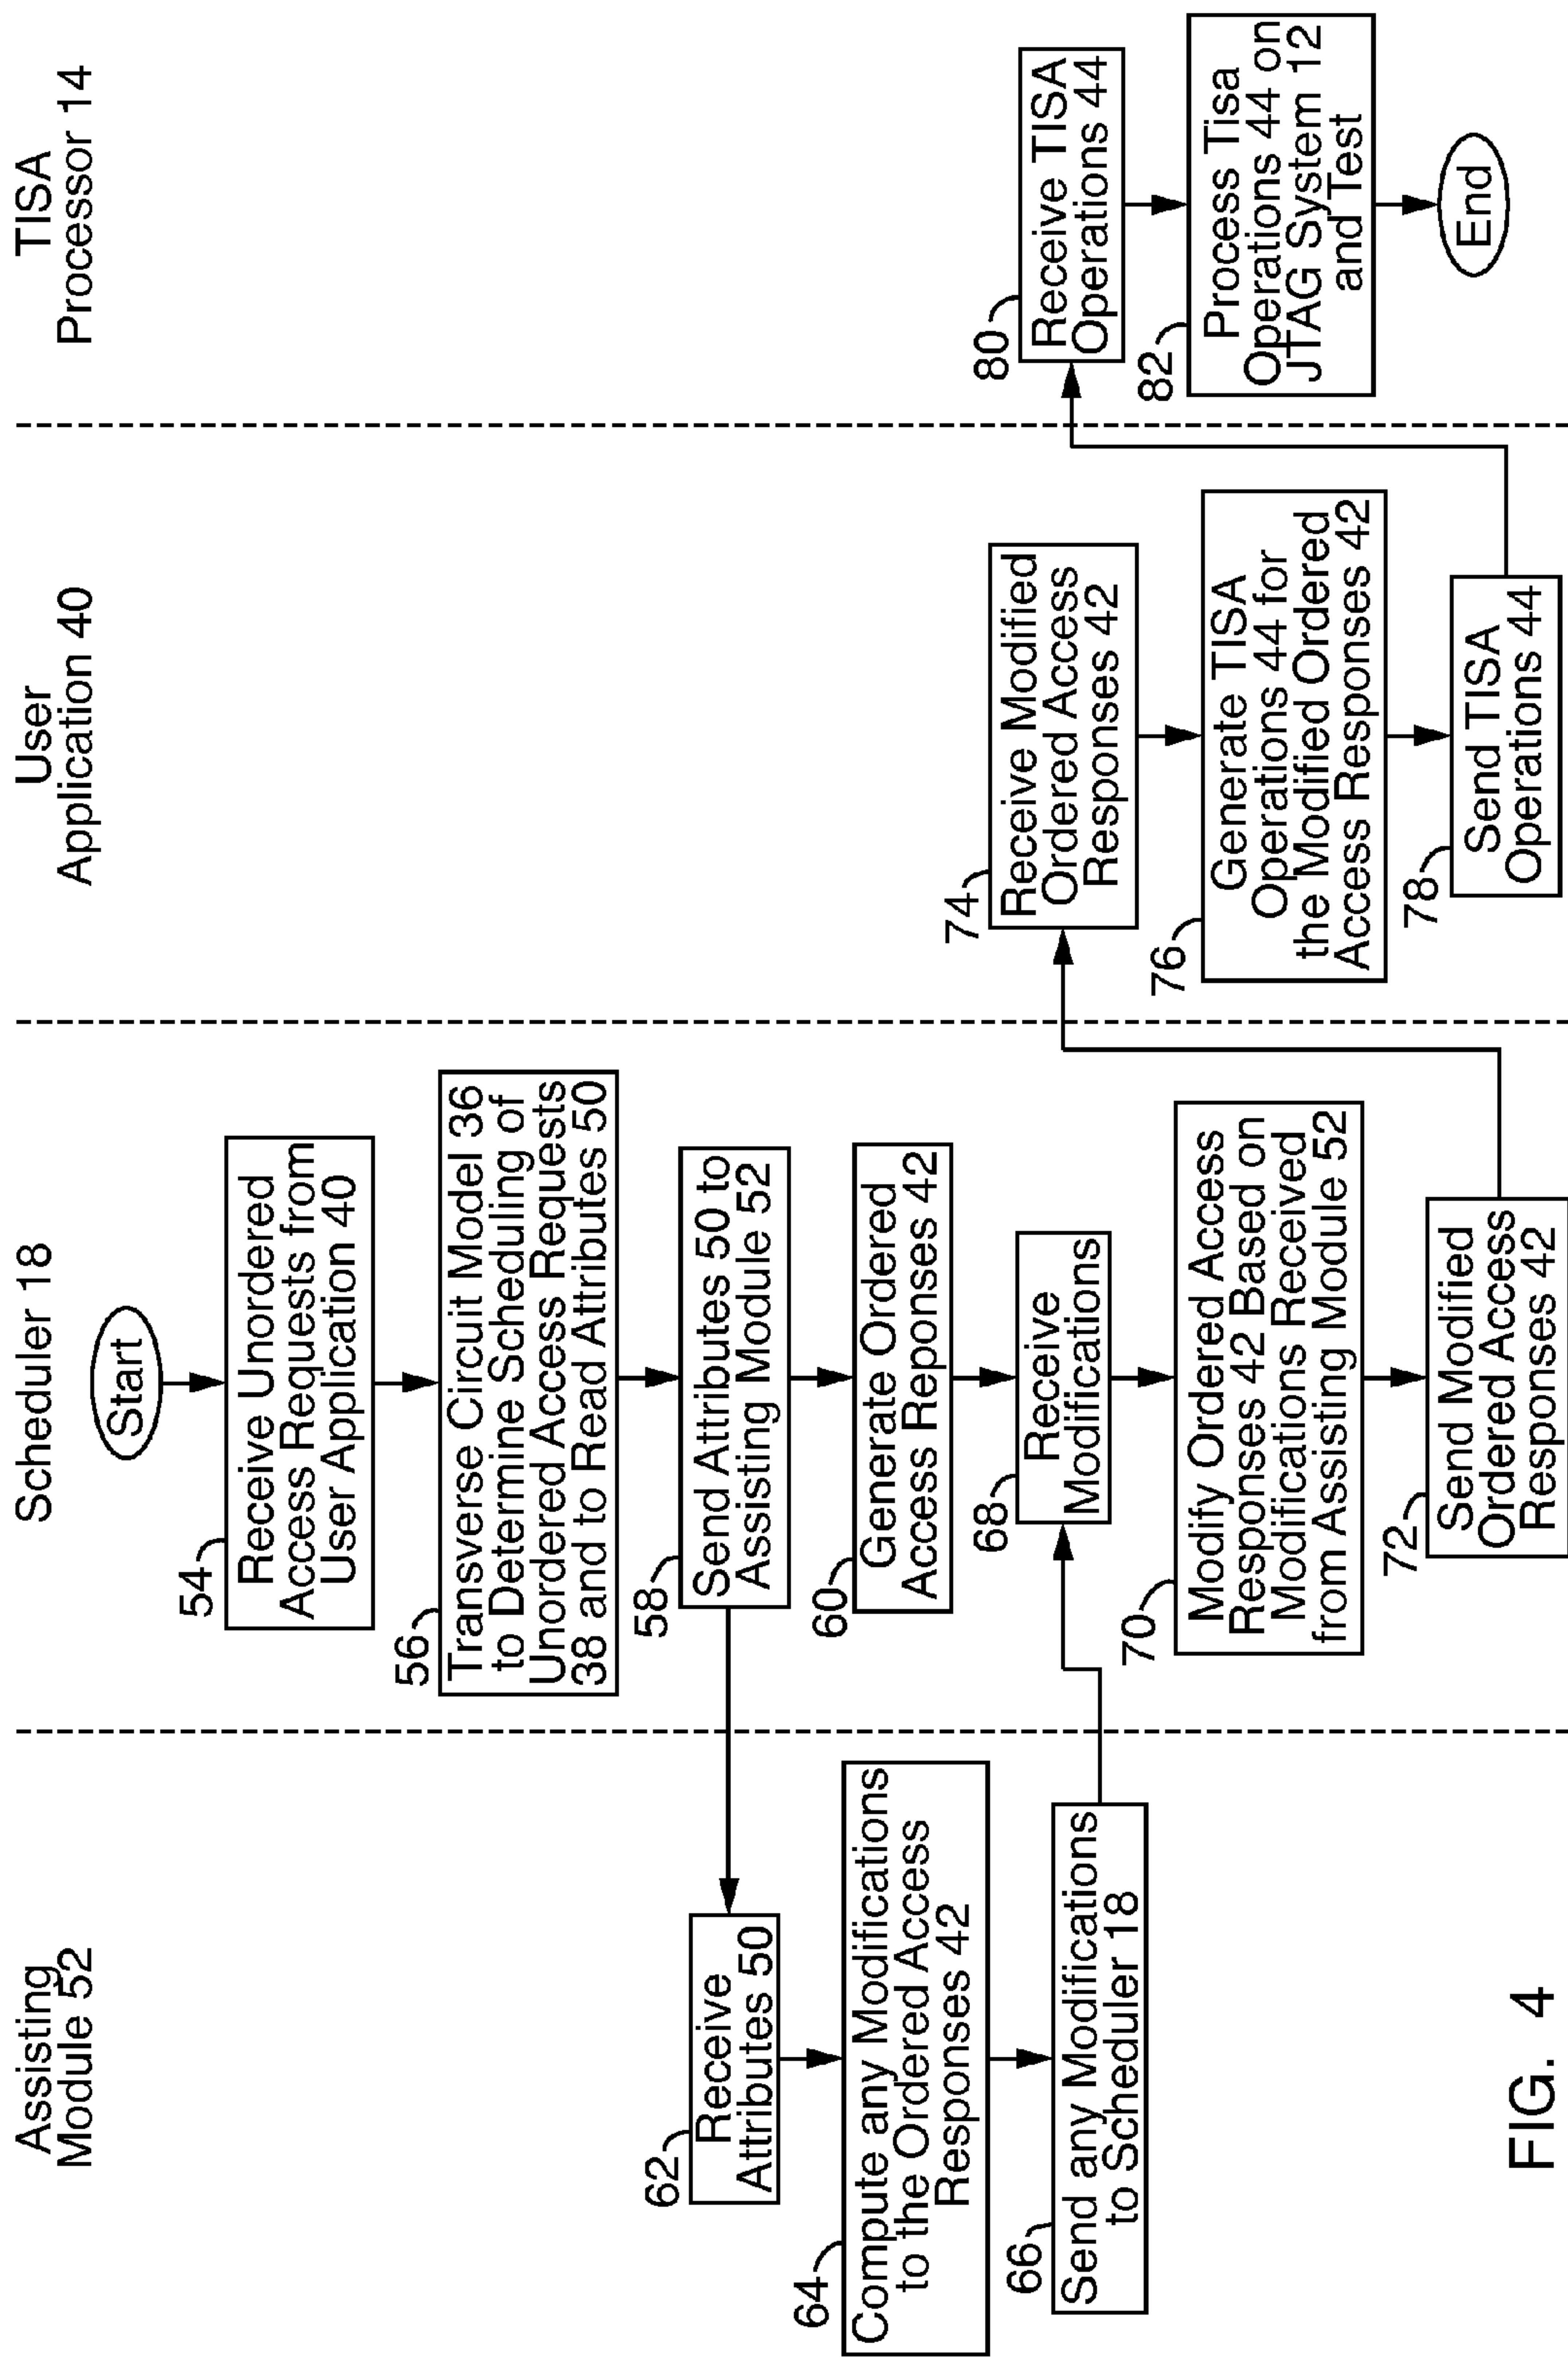 Assisting
Module 52
Scheduler 18
User
Application 40
TISA
Processor 14
Start
54
Receive Unordered
Access Requests from
User Application 40
56
Transverse Circuit Model 36
to Determine Scheduling of
Unordered Access Requests
38 and to Read Attributes 50
58
Send Attributes 50 to
Assisting Module 52
60
Generate Ordered
Access Reponses 42
62
Receive
Attributes 50
64
Compute any Modifications
to the Ordered Access
Responses 42
66
Send any Modifications
to Scheduler 18
68
Receive
Modifications
70
Modify Ordered Access
Responses 42 Based on
Modifications Received
from Assisting Module 52
72
Send Modified
Ordered Access
Responses 42
74
Receive Modified
Ordered Access
Responses 42
76
Generate TISA
Operations 44 for
the Modified Ordered
Access Responses 42
78
Send TISA
Operations 44
80
Receive TISA
Operations 44
82
Process Tisa
Operations 44 on
JTAG System 12
and Test
End
FIG. 4